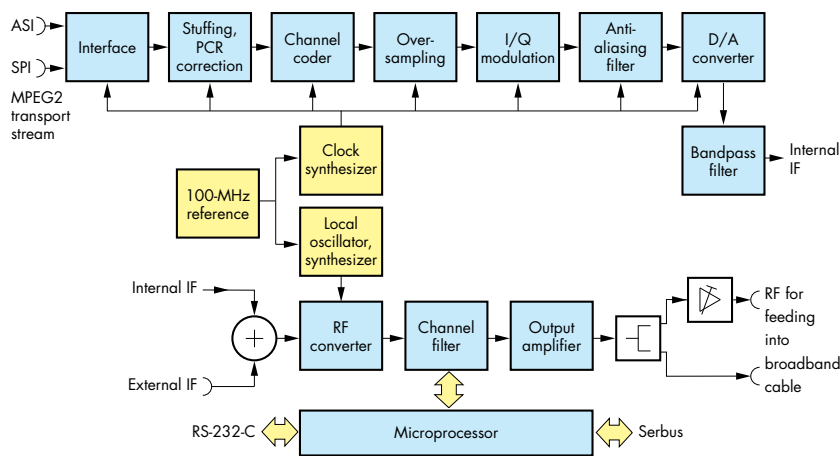 ASI
SPI
MPEG2
transport
stream
Interface
Stuffing,
PCR
correction
Channel
coder
Over-
sampling
I/Q
modulation
Anti-
aliasing
filter
D/A
converter
Clock
synthesizer
Bandpass
filter
Internal
IF
100-MHz
reference
Local
oscillator,
synthesizer
Internal IF
External IF
+
RF
converter
Channel
filter
Output
amplifier
RF for
feeding
into
broadband
cable
RS-232-C
Microprocessor
Serbus